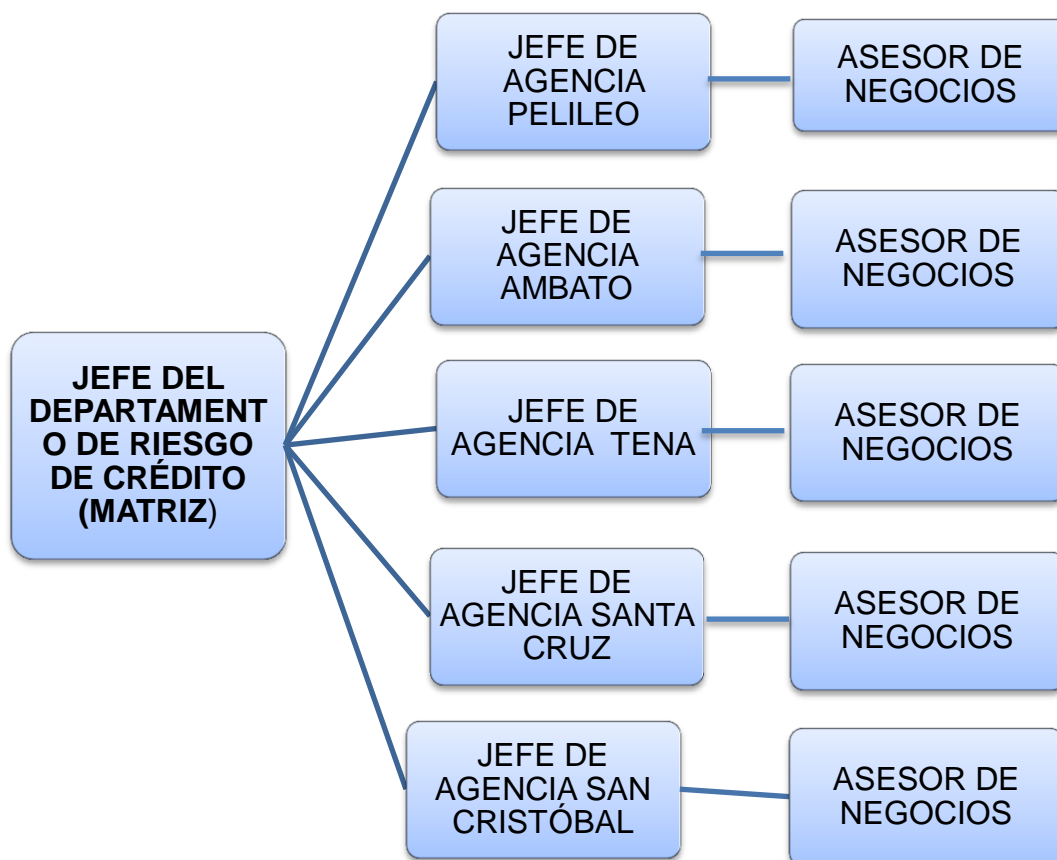 JEFE DEL
DEPARTAMENT
O DE RIESGO
DE CRÉDITO
(MATRIZ)
JEFE DE
AGENCIA
PELILEO
ASESOR DE
NEGOCIOS
JEFE DE
AGENCIA
AMBATO
ASESOR DE
NEGOCIOS
JEFE DE
AGENCIA TENA
ASESOR DE
NEGOCIOS
JEFE DE
AGENCIA SANTA
CRUZ
ASESOR DE
NEGOCIOS
JEFE DE
AGENCIA SAN
CRISTÓBAL
ASESOR DE
NEGOCIOS